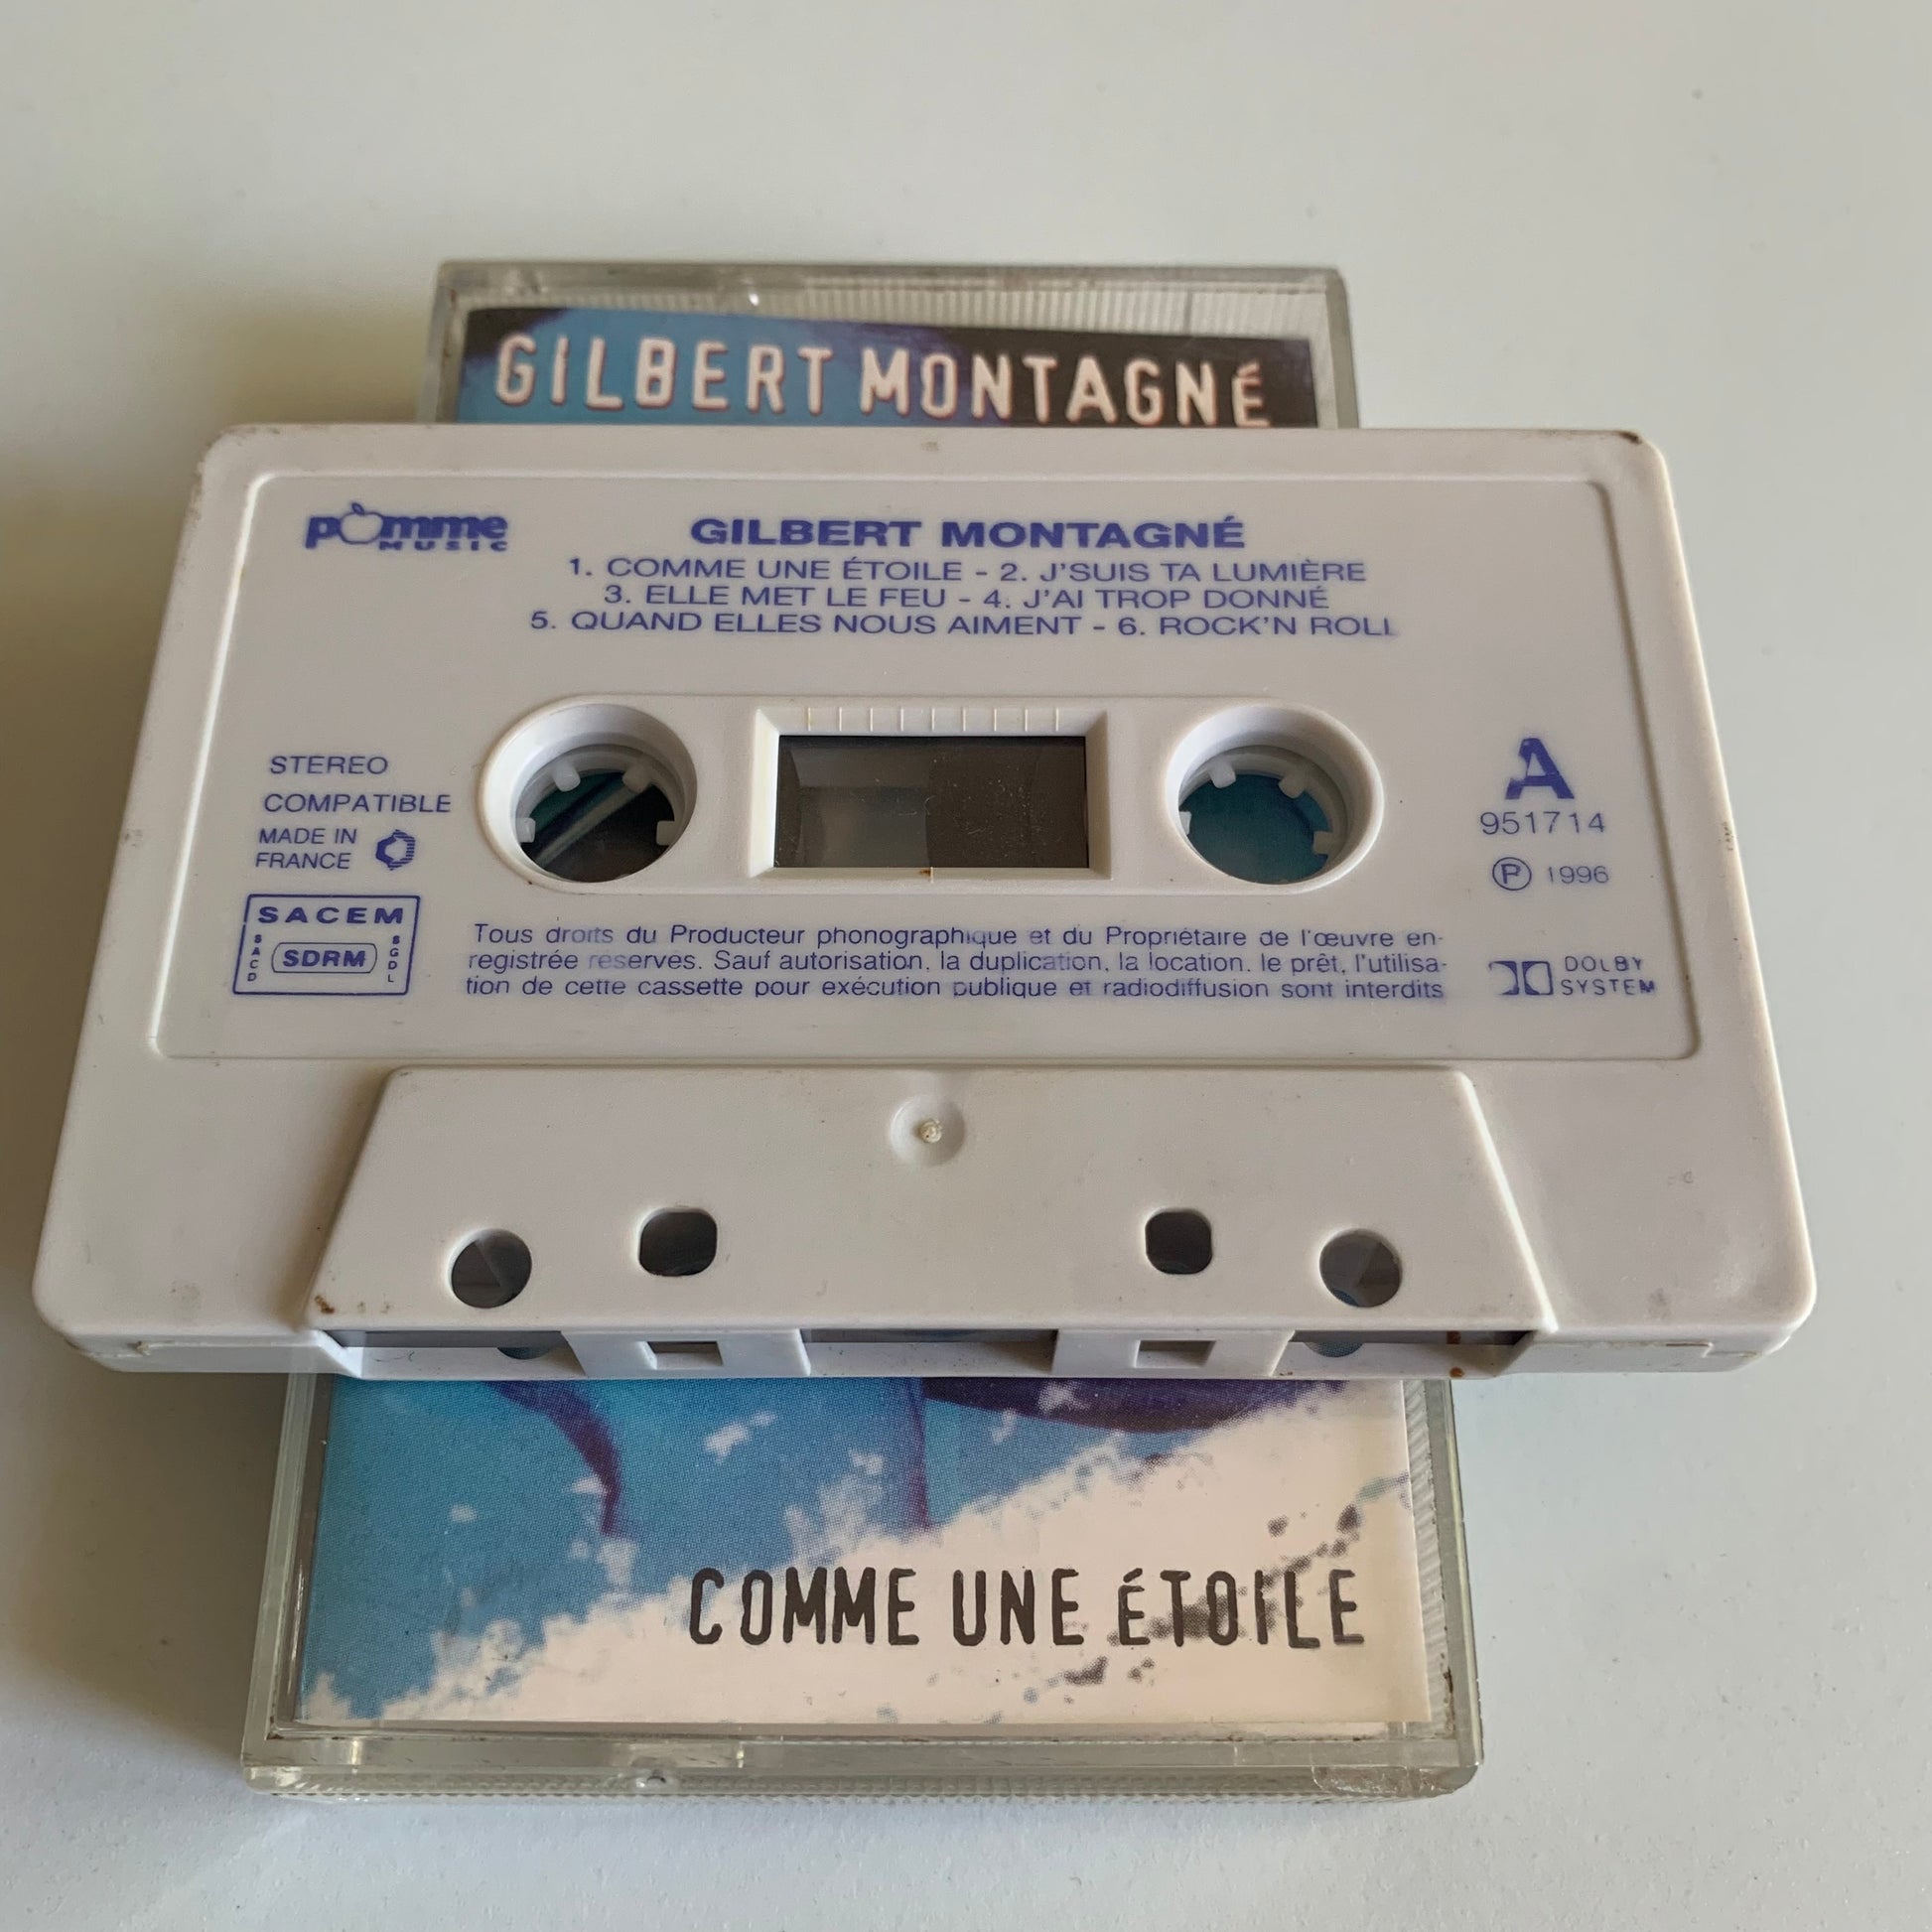 GILBERT MONTAGNÉ
pomme
MUSIC
GILBERT MONTAGNÉ
1. COMME UNE ÉTOILE - 2. J'SUIS TA LUMIÈRE
3. ELLE MET LE FEU - 4. J'AI TROP DONNÉ
5. QUAND ELLES NOUS AIMENT - 6. ROCK'N ROLL
STEREO
COMPATIBLE
MADE IN
FRANCE
A
951714
Ⓟ 1996
SACEM
SACD
SDRM
SGDL
Tous droits du Producteur phonographique et du Propriétaire de l'œuvre en-
registrée réservés. Sauf autorisation, la duplication, la location, le prêt, l'utilisa-
tion de cette cassette pour exécution publique et radiodiffusion sont interdits
DOLBY
SYSTEM
COMME UNE ÉTOILE